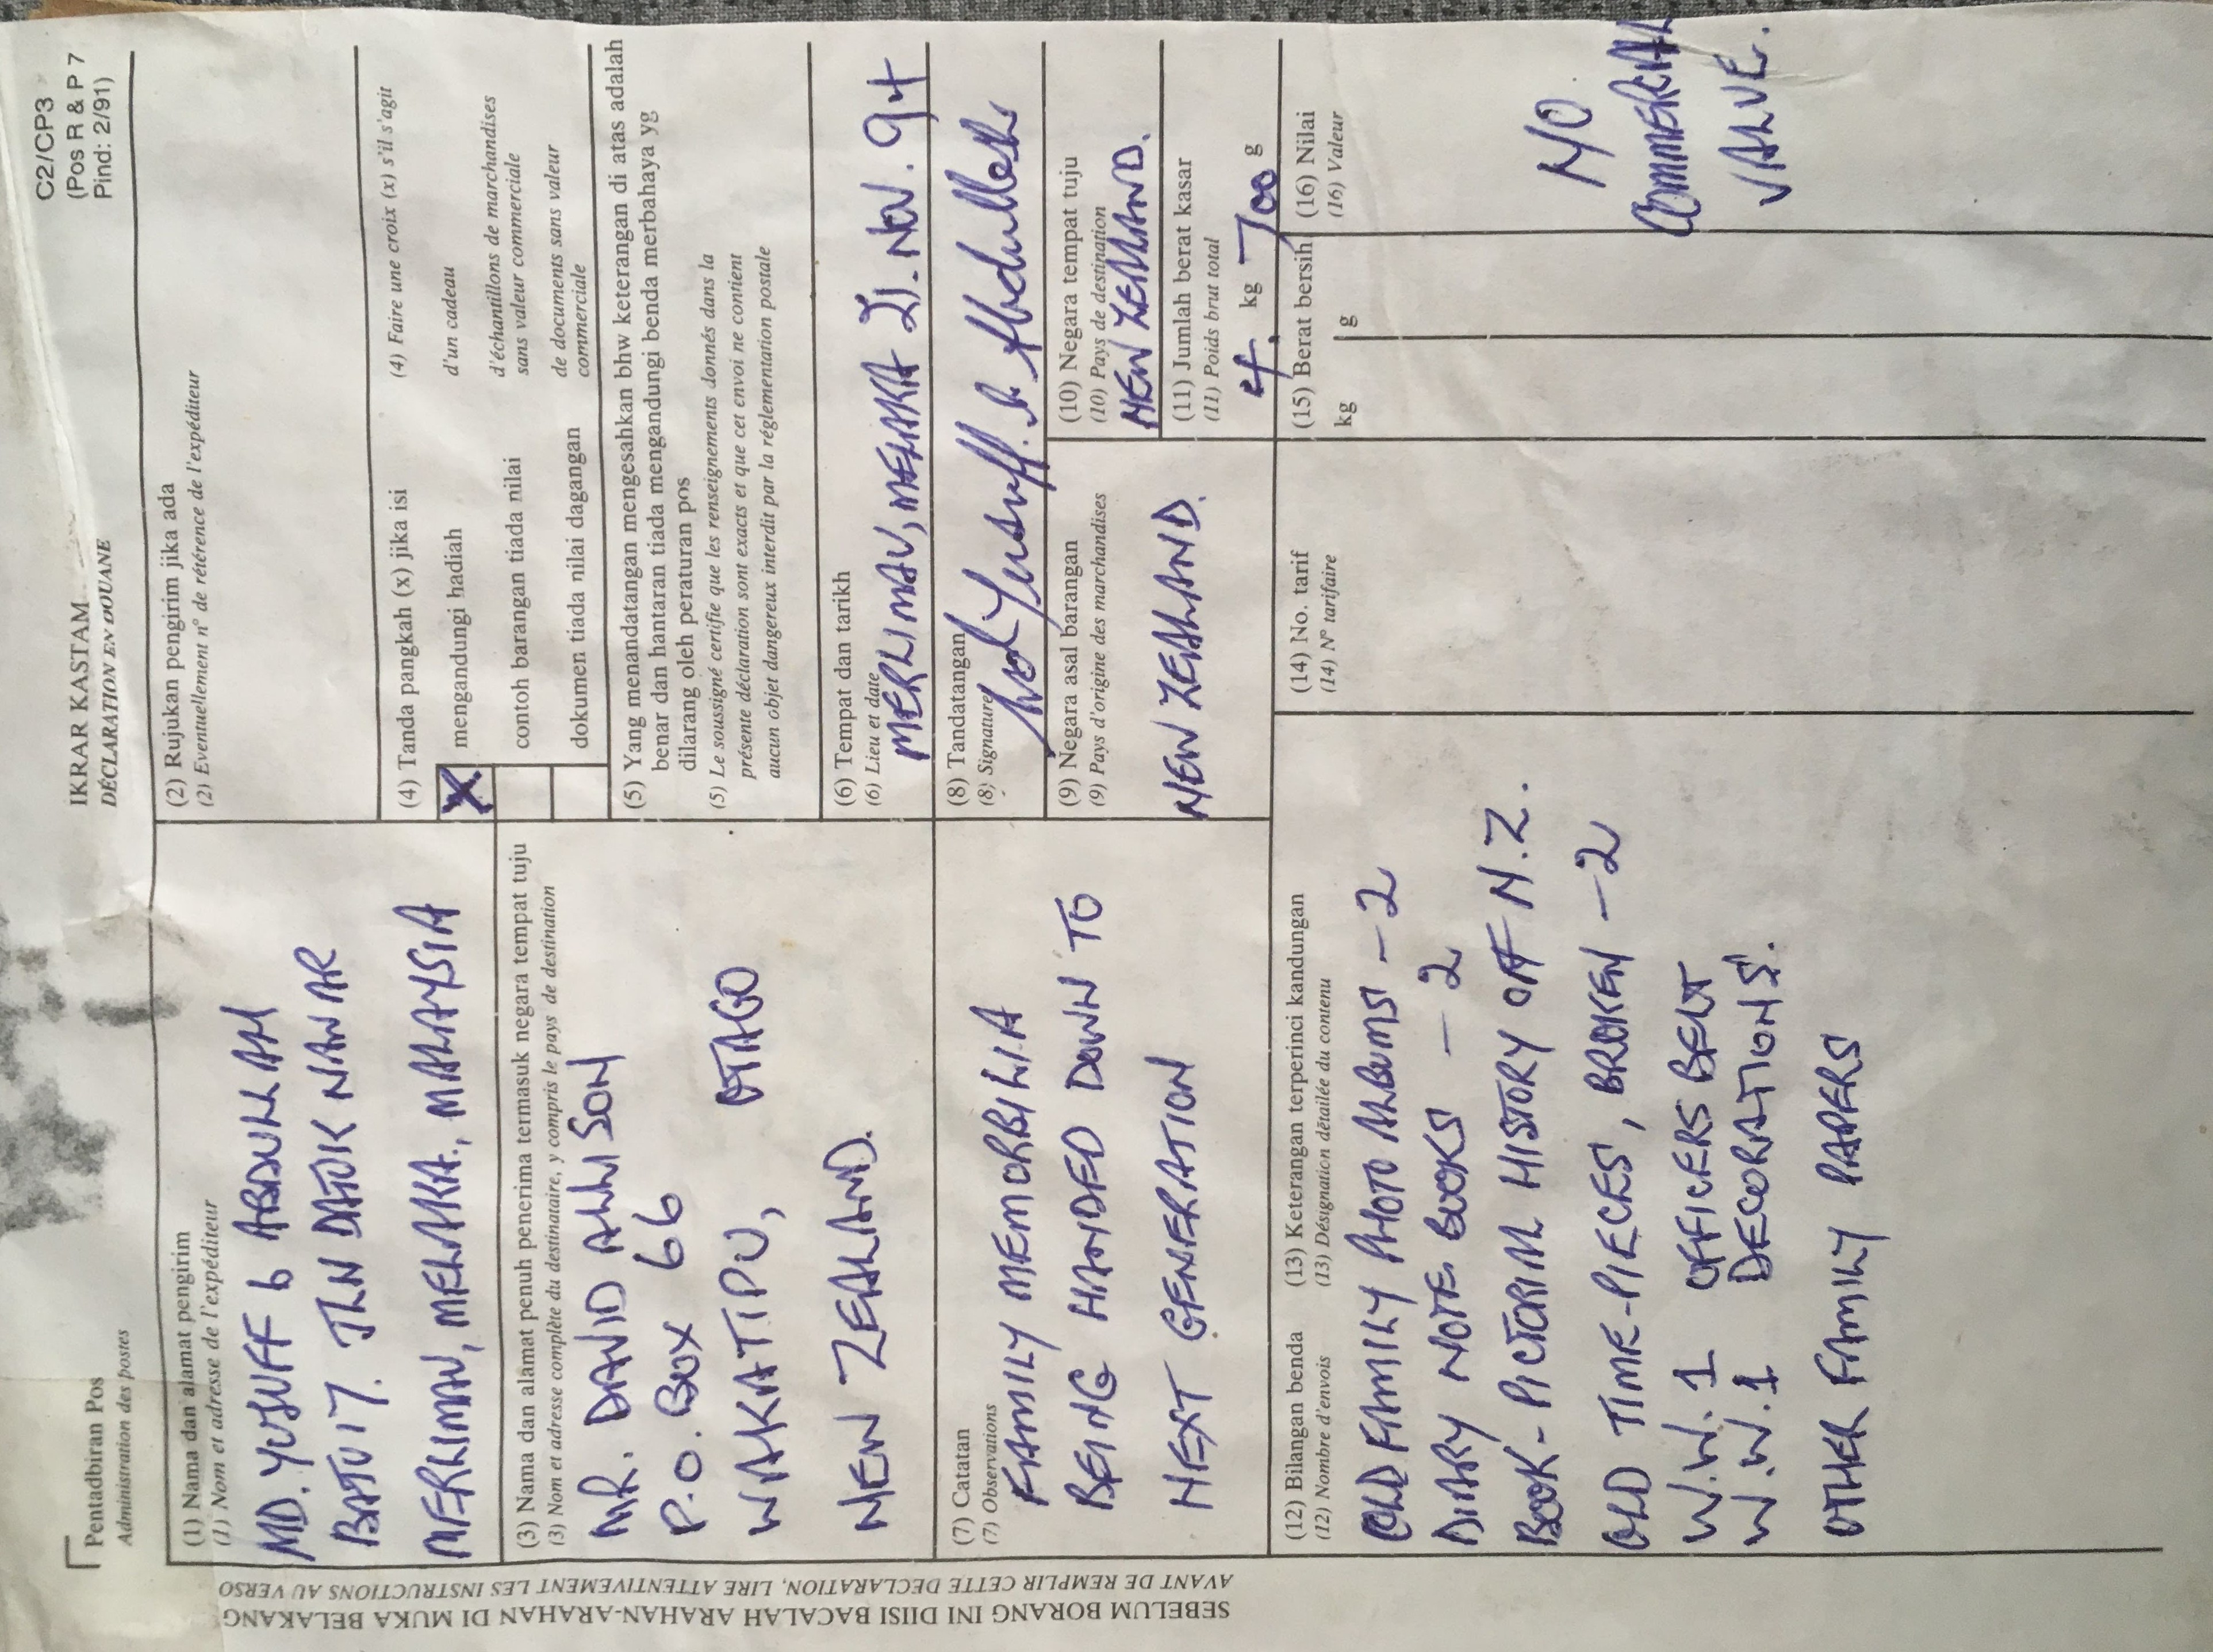 C2/CP3
(Pos R & P 7
Pind: 2/91)
Pentadbiran Pos
Administration des postes
IKRAR KASTAM
DÉCLARATION EN DOUANE
SEBELUM BORANG INI DIISI BACALAH ARAHAN-ARAHAN DI MUKA BELAKANG
AVANT DE REMPLIR CETTE DECLARATION, LIRE ATTENTIVEMENT LES INSTRUCTIONS AU VERSO
(1) Nama dan alamat pengirim
(1) Nom et adresse de l'expéditeur
MD. YUSUFF b ABDULLAH
BATU 17. JLN DATUK NAWAR
MERLIMAU, MELAKA., MALAYSIA
(2) Rujukan pengirim jika ada
(2) Eventuellement n° de rétérence de l'expéditeur
(3) Nama dan alamat penuh penerima termasuk negara tempat tuju
(3) Nom et adresse complète du destinataire, y compris le pays de destination
MR. DAVID ALLISON
P.O. BOX 66
WAKATIPU, OTAGO
NEW ZEALAND.
(4) Tanda pangkah (x) jika isi
(4) Faire une croix (x) s'il s'agit
X mengandungi hadiah
d'un cadeau
contoh barangan tiada nilai
d'échantillons de marchandises
sans valeur commerciale
dokumen tiada nilai dagangan
de documents sans valeur
commerciale
(5) Yang menandatangan mengesahkan bhw keterangan di atas adalah
benar dan hantaran tiada mengandungi benda merbahaya yg
dilarang oleh peraturan pos
(5) Le soussigné certifie que les renseignements donnés dans la
présente déclaration sont exacts et que cet envoi ne contient
aucun objet dangereux interdit par la réglementation postale
(6) Tempat dan tarikh
(6) Lieu et date
MERLIMAU, MELAKA 21. NOV. 94
(7) Catatan
(7) Observations
FAMILY MEMORBILIA
BEING HANDED DOWN TO
NEXT GENERATION
(8) Tandatangan
(8) Signature
Md Yusuff. b. Abdullah
(9) Negara asal barangan
(9) Pays d'origine des marchandises
NEW ZEALAND.
(10) Negara tempat tuju
(10) Pays de destination
NEW ZEALAND.
(11) Jumlah berat kasar
(11) Poids brut total
4. kg 700 g
(12) Bilangan benda (13) Keterangan terperinci kandungan
(12) Nombre d'envois (13) Désignation détailée du contenu
(14) No. tarif
(14) N° tarifaire
(15) Berat bersih
kg g
(16) Nilai
(16) Valeur
OLD FAMILY PHOTO ALBUMS - 2
DIARY NOTE BOOKS - 2
BOOK - PICTORIAL HISTORY OFF N.Z.
OLD TIME-PIECES, BROKEN - 2
W.W.1 OFFICERS BELT
W.W.1 DECORATIONS.
OTHER FAMILY PAPERS
NO
COMMERCIAL
VALUE.